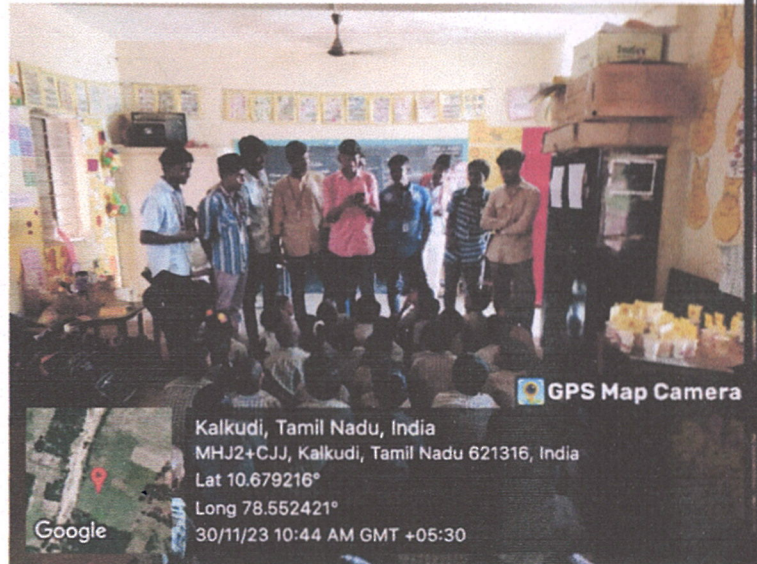 Index
GPS Map Camera
Kalkudi, Tamil Nadu, India
MHJ2+CJJ, Kalkudi, Tamil Nadu 621316, India
Lat 10.679216°
Long 78.552421°
30/11/23 10:44 AM GMT +05:30
Google